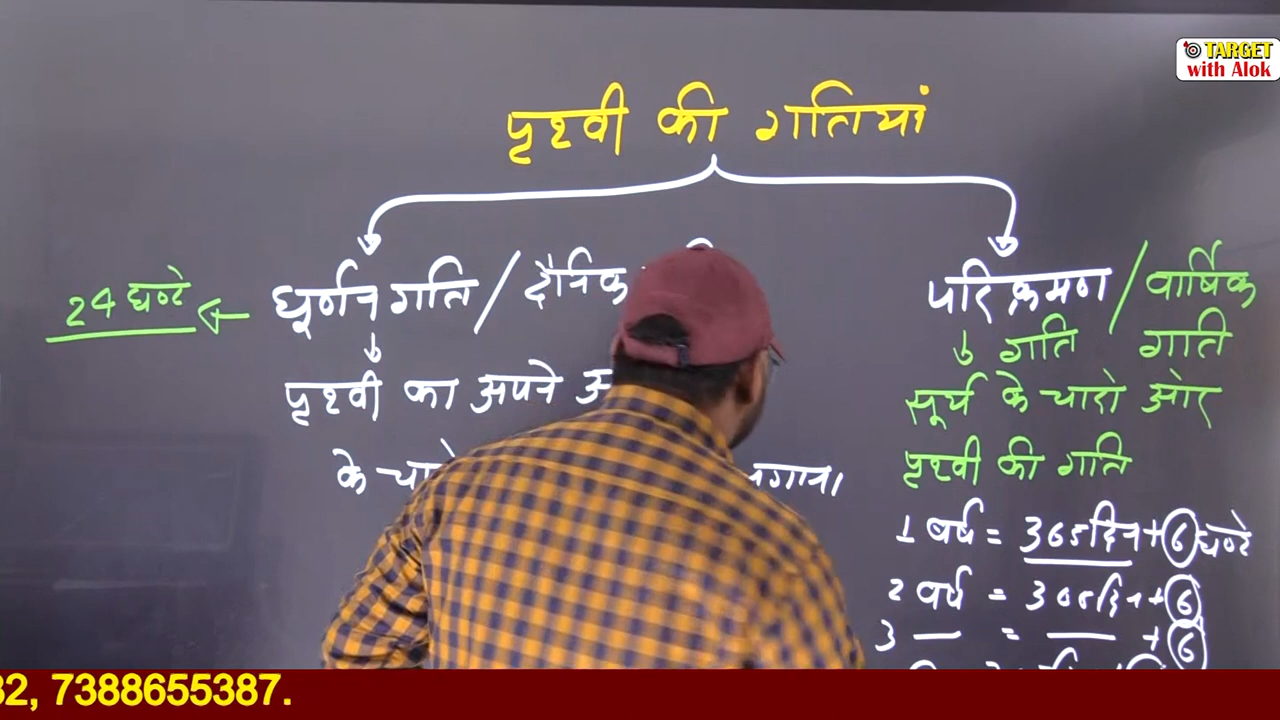 TARGET
with Alok
पृथ्वी की गतियां
24 घण्टे
घूर्णन गति / दैनिक
पृथ्वी का अपने
के
परिक्रमण / वार्षिक
गति गति
सूर्य के चारो ओर
पृथ्वी की गति
1 वर्ष = 365 दिन + 6 घण्टे
2 वर्ष = 365 दिन + 6
3 — = — + 6
32, 7388655387.